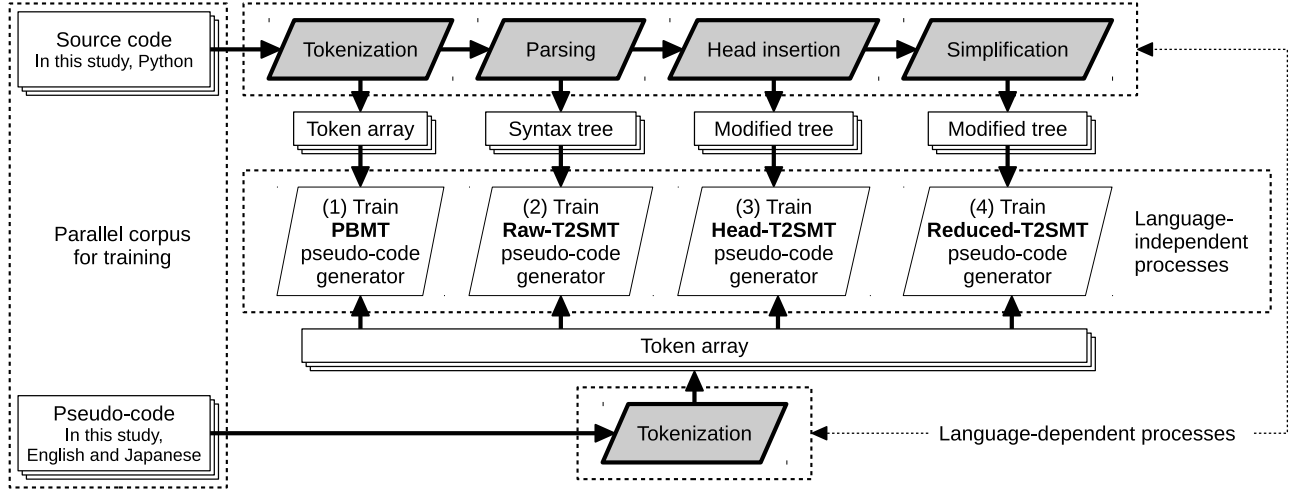 Source code
In this study, Python
Tokenization
Parsing
Head insertion
Simplification
Token array
Syntax tree
Modified tree
Modified tree
Parallel corpus
for training
(1) Train
PBMT
pseudo-code
generator
(2) Train
Raw-T2SMT
pseudo-code
generator
(3) Train
Head-T2SMT
pseudo-code
generator
(4) Train
Reduced-T2SMT
pseudo-code
generator
Language-
independent
processes
Token array
Pseudo-code
In this study,
English and Japanese
Tokenization
Language-dependent processes